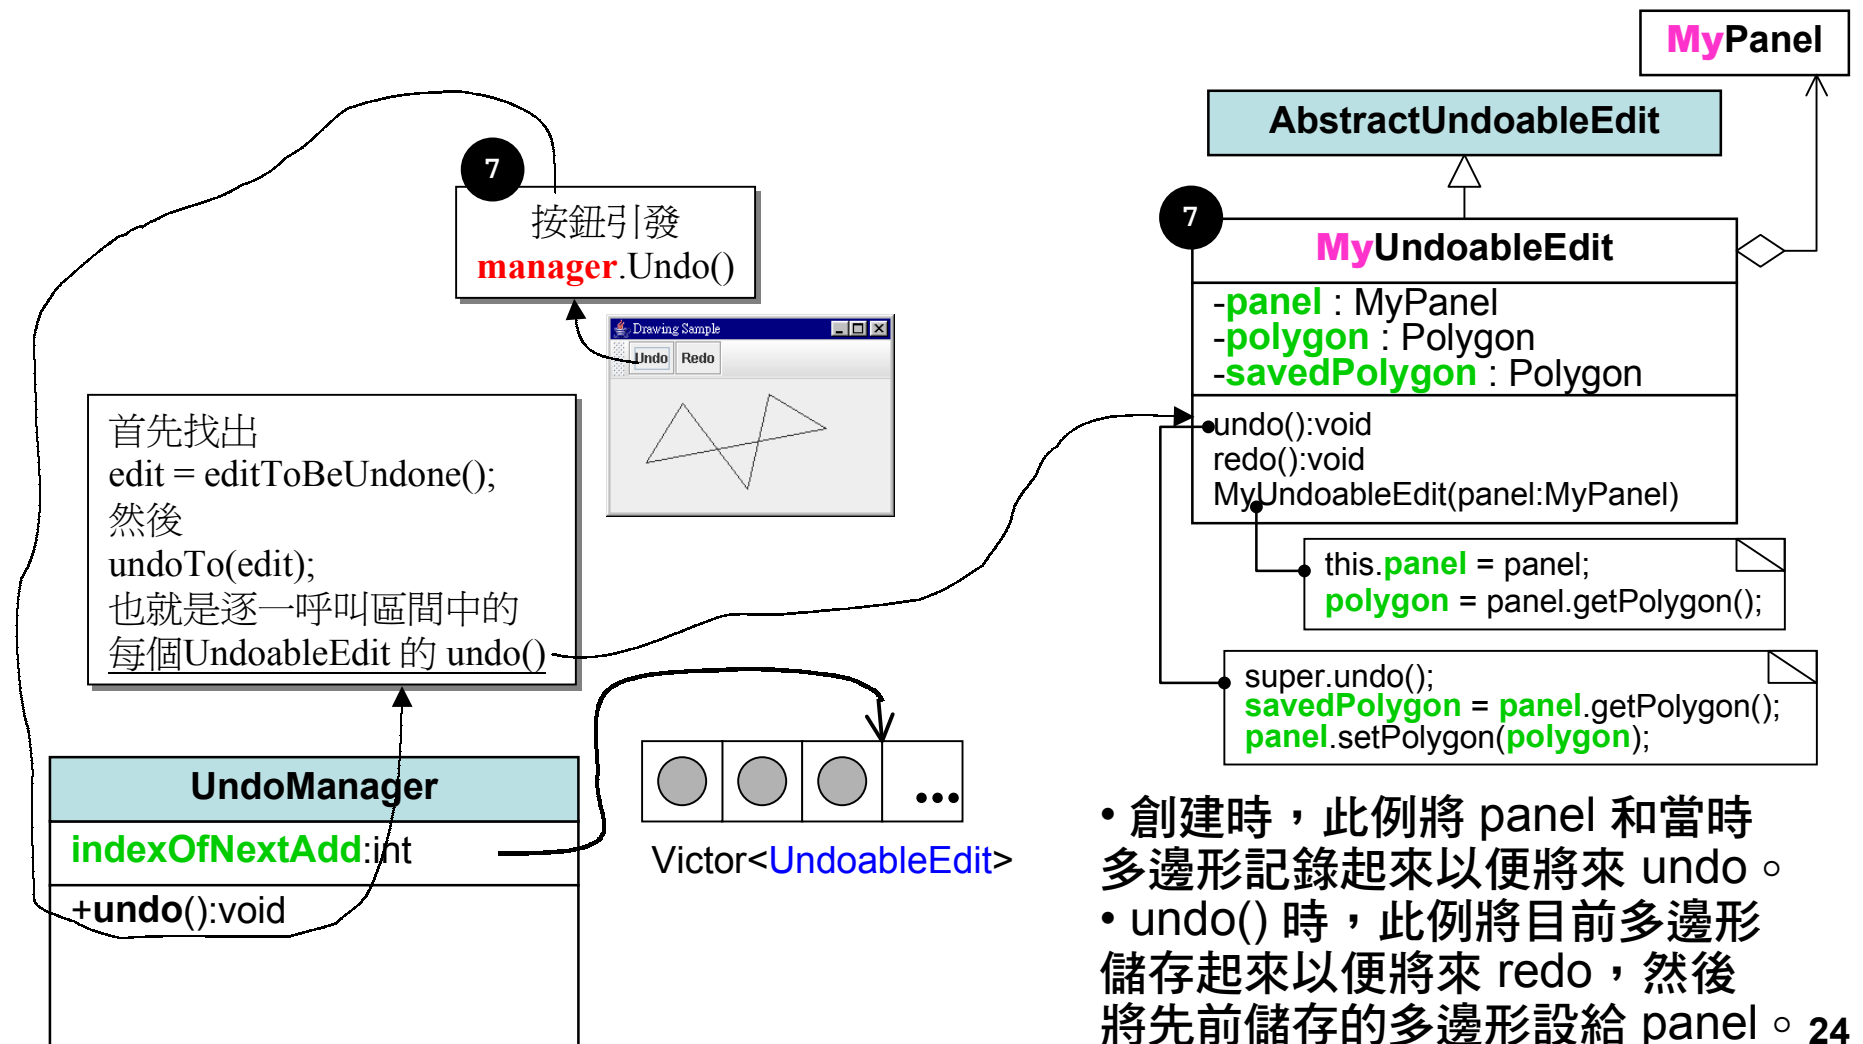 MyPanel
AbstractUndoableEdit
7
按鈕引發
manager.Undo()
Drawing Sample
Undo Redo
首先找出
edit = editToBeUndone();
然後
undoTo(edit);
也就是逐一呼叫區間中的
每個UndoableEdit 的 undo()
UndoManager
indexOfNextAdd:int
+undo():void
...
Victor<UndoableEdit>
7
MyUndoableEdit
-panel : MyPanel
-polygon : Polygon
-savedPolygon : Polygon
undo():void
redo():void
MyUndoableEdit(panel:MyPanel)
this.panel = panel;
polygon = panel.getPolygon();
super.undo();
savedPolygon = panel.getPolygon();
panel.setPolygon(polygon);
• 創建時，此例將 panel 和當時
多邊形記錄起來以便將來 undo。
• undo() 時，此例將目前多邊形
儲存起來以便將來 redo，然後
將先前儲存的多邊形設給 panel。
24